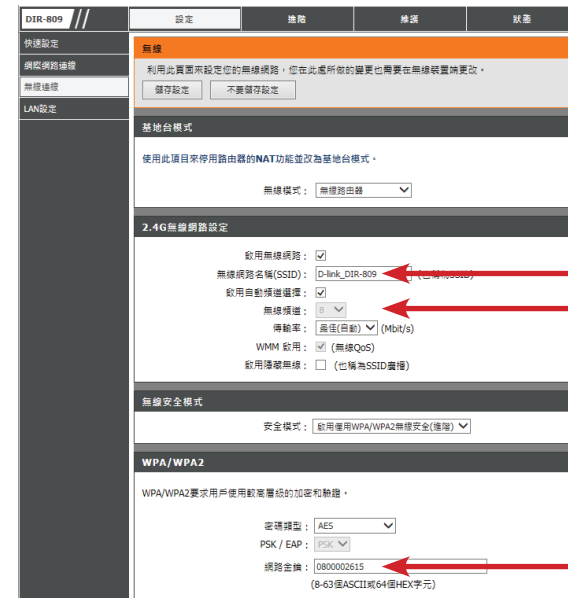 DIR-809
設定 進階 維護 狀態
快速設定
網際網路連線
無線連線
LAN設定
無線
利用此頁面來設定您的無線網路，您在此處所做的變更也需要在無線裝置端更改。
儲存設定 不要儲存設定
基地台模式
使用此項目來停用路由器的NAT功能並改為基地台模式。
無線模式： 無線路由器
2.4G無線網路設定
啟用無線網路：
無線網路名稱(SSID)： D-link_DIR-809 (也稱為SSID)
啟用自動頻道選擇：
無線頻道： 8
傳輸率： 最佳(自動) (Mbit/s)
WMM 啟用： (無線QoS)
啟用隱藏無線： (也稱為SSID廣播)
無線安全模式
安全模式： 啟用僅用WPA/WPA2無線安全(進階)
WPA/WPA2
WPA/WPA2要求用戶使用較高層級的加密和驗證。
密碼類型： AES
PSK / EAP： PSK
網路金鑰： 0800002615
(8-63個ASCII或64個HEX字元)